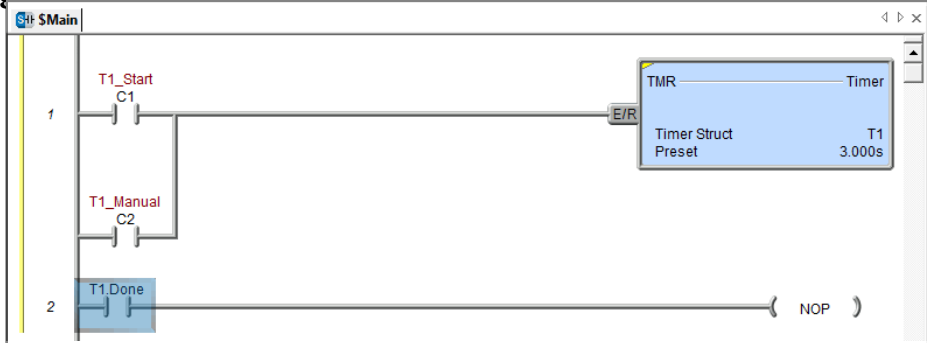 $Main
T1_Start
C1
1
E/R
TMR Timer
Timer Struct T1
Preset 3.000s
T1_Manual
C2
T1.Done
2
NOP